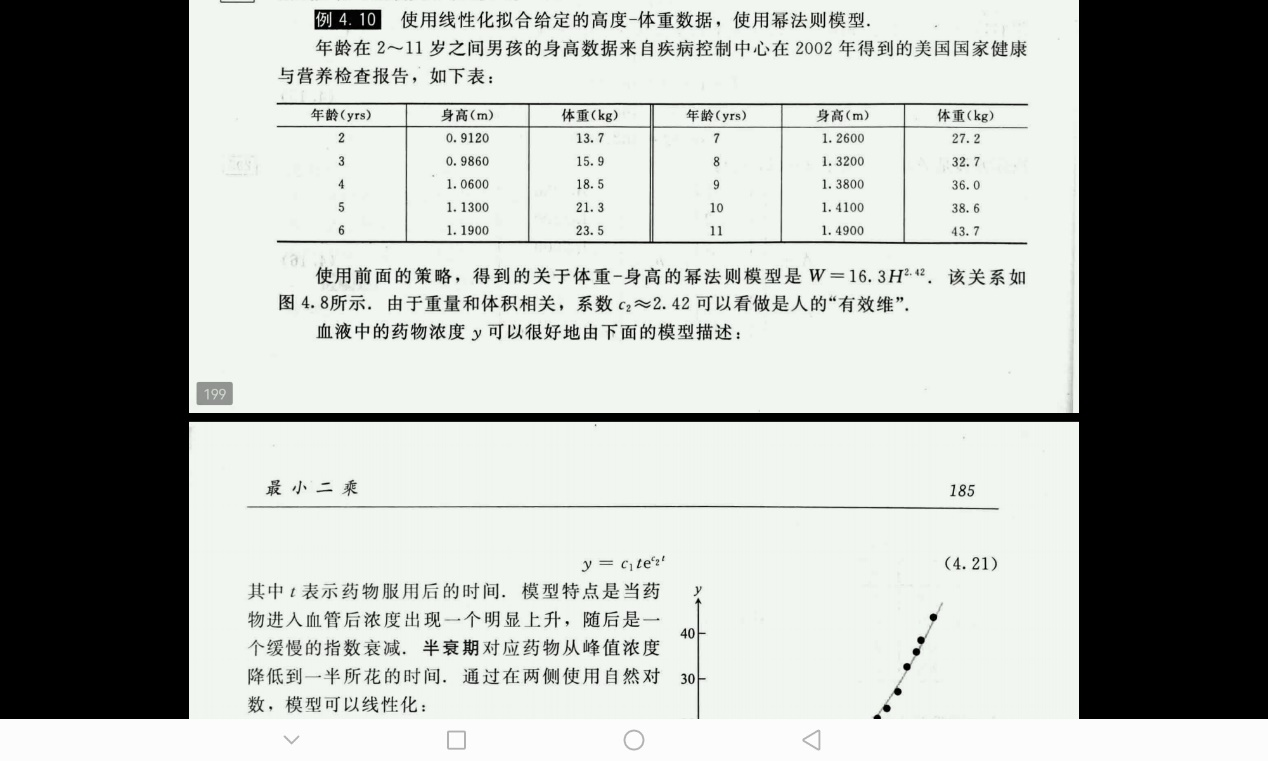 例 4.10 使用线性化拟合给定的高度-体重数据，使用幂法则模型.
年龄在 2～11 岁之间男孩的身高数据来自疾病控制中心在 2002 年得到的美国国家健康
与营养检查报告，如下表：
年龄(yrs) 身高(m) 体重(kg) 年龄(yrs) 身高(m) 体重(kg)
2 0.9120 13.7 7 1.2600 27.2
3 0.9860 15.9 8 1.3200 32.7
4 1.0600 18.5 9 1.3800 36.0
5 1.1300 21.3 10 1.4100 38.6
6 1.1900 23.5 11 1.4900 43.7
使用前面的策略，得到的关于体重-身高的幂法则模型是 W＝16.3H^{2.42}. 该关系如
图 4.8所示. 由于重量和体积相关，系数 c₂≈2.42 可以看做是人的“有效维”.
血液中的药物浓度 y 可以很好地由下面的模型描述：
199
最小二乘 185
y = c₁te^{c₂t} (4.21)
其中 t 表示药物服用后的时间. 模型特点是当药
物进入血管后浓度出现一个明显上升，随后是一
个缓慢的指数衰减. 半衰期对应药物从峰值浓度
降低到一半所花的时间. 通过在两侧使用自然对
数，模型可以线性化：
y
40
30